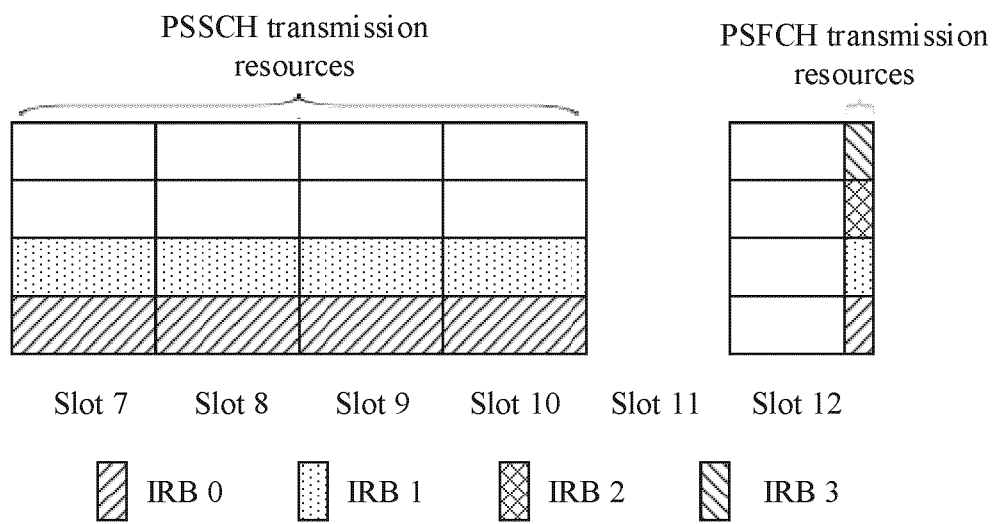 PSSCH transmission
resources
PSFCH transmission
resources
Slot 7 Slot 8 Slot 9 Slot 10 Slot 11 Slot 12
IRB 0 IRB 1 IRB 2 IRB 3